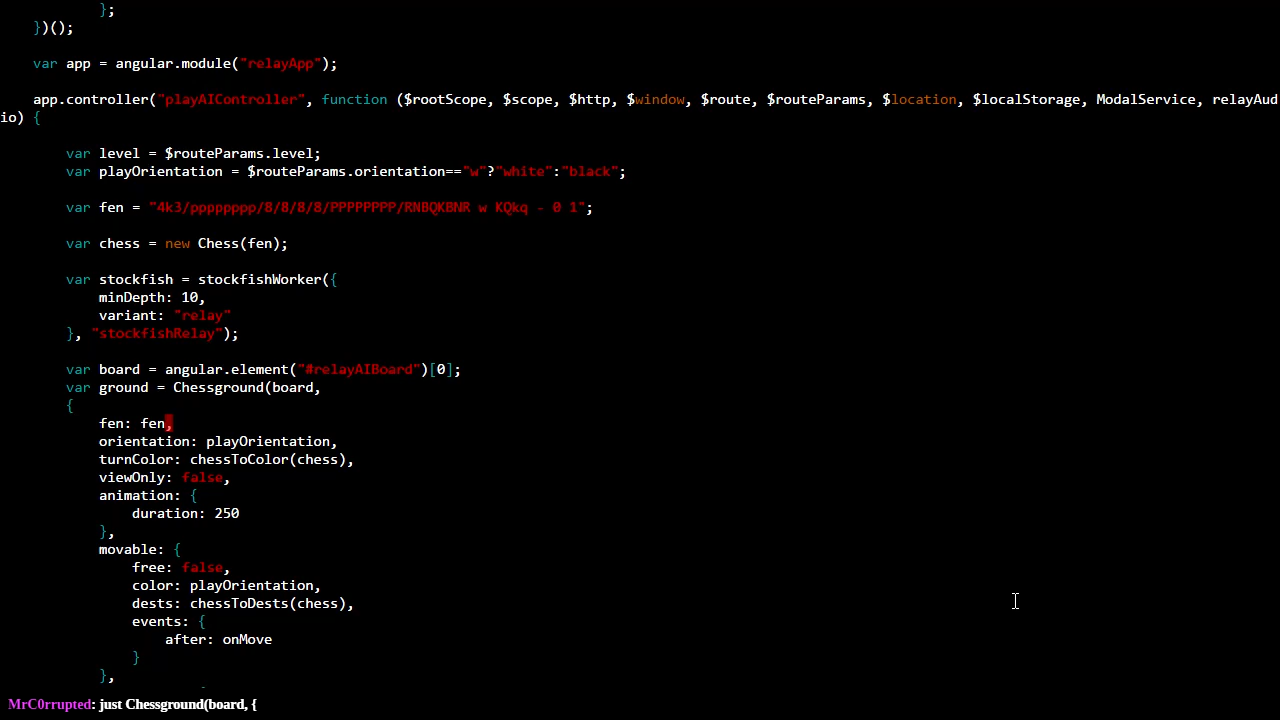 };
})();
var app = angular.module("relayApp");
app.controller("playAIController", function ($rootScope, $scope, $http, $window, $route, $routeParams, $location, $localStorage, ModalService, relayAud
io) {
var level = $routeParams.level;
var playOrientation = $routeParams.orientation=="w"?"white":"black";
var fen = "4k3/pppppppp/8/8/8/8/PPPPPPPP/RNBQKBNR w KQkq - 0 1";
var chess = new Chess(fen);
var stockfish = stockfishWorker({
minDepth: 10,
variant: "relay"
}, "stockfishRelay");
var board = angular.element("#relayAIBoard")[0];
var ground = Chessground(board,
{
fen: fen,
orientation: playOrientation,
turnColor: chessToColor(chess),
viewOnly: false,
animation: {
duration: 250
},
movable: {
free: false,
color: playOrientation,
dests: chessToDests(chess),
events: {
after: onMove
}
},
MrC0rrupted: just Chessground(board, {